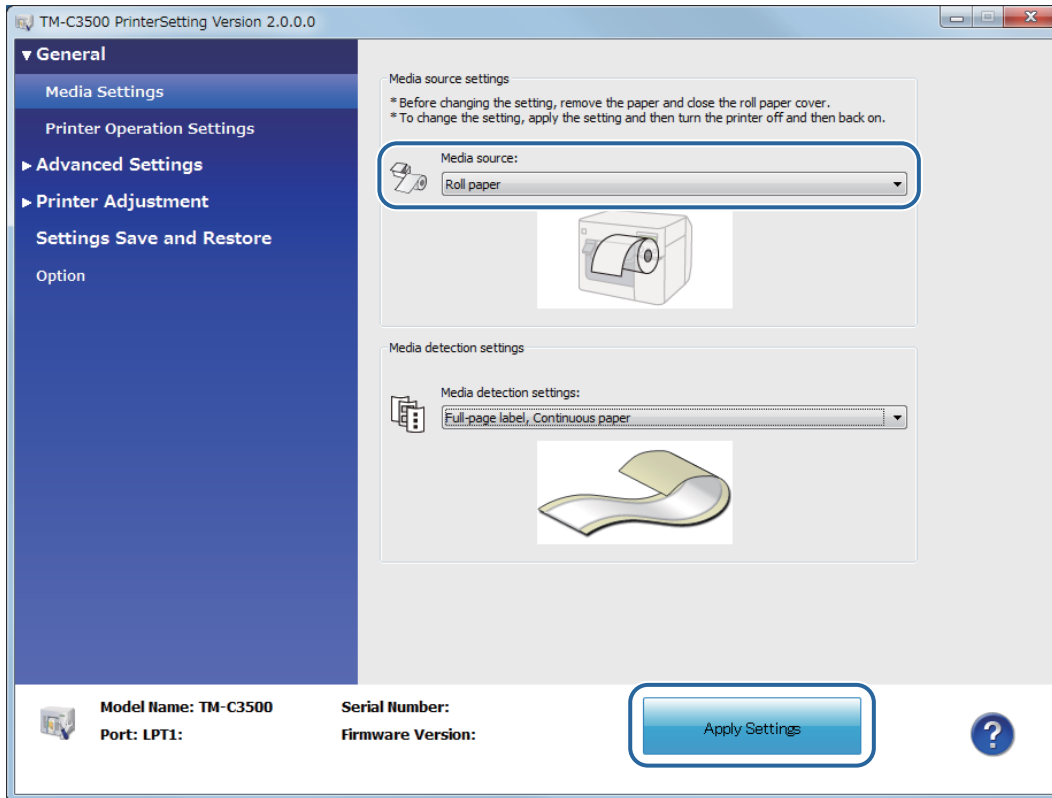 TM-C3500 PrinterSetting Version 2.0.0.0
▼ General
Media Settings
Printer Operation Settings
▶ Advanced Settings
▶ Printer Adjustment
Settings Save and Restore
Option
Media source settings
* Before changing the setting, remove the paper and close the roll paper cover.
* To change the setting, apply the setting and then turn the printer off and then back on.
Media source:
Roll paper
Media detection settings
Media detection settings:
Full-page label, Continuous paper
Model Name: TM-C3500
Port: LPT1:
Serial Number:
Firmware Version:
Apply Settings
?